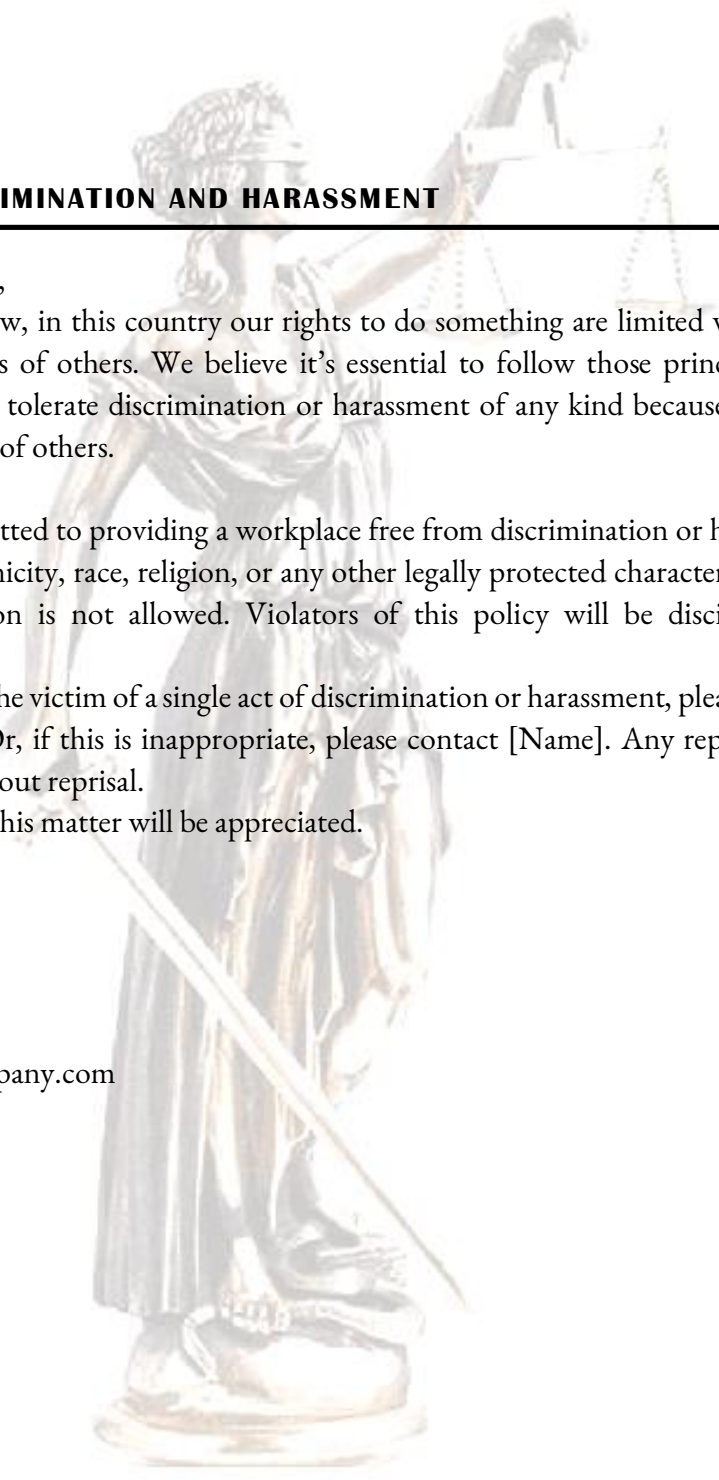 IMINATION AND HARASSMENT
,
w, in this country our rights to do something are limited
s of others. We believe it’s essential to follow those princ
tolerate discrimination or harassment of any kind because
of others.
tted to providing a workplace free from discrimination or h
nicity, race, religion, or any other legally protected character
on is not allowed. Violators of this policy will be disci
he victim of a single act of discrimination or harassment, plea
Or, if this is inappropriate, please contact [Name]. Any rep
out reprisal.
his matter will be appreciated.
pany.com